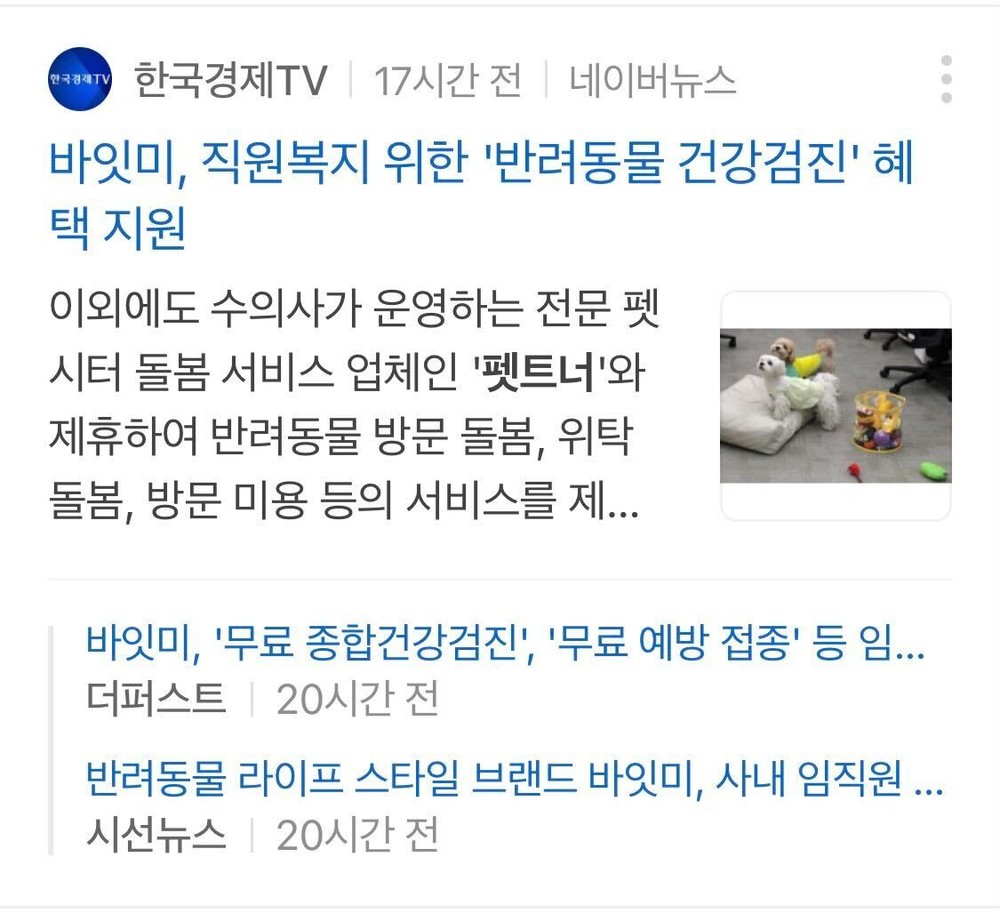 한국경제TV
한국경제TV 17시간 전 네이버뉴스
바잇미, 직원복지 위한 '반려동물 건강검진' 혜
택 지원
이외에도 수의사가 운영하는 전문 펫
시터 돌봄 서비스 업체인 '펫트너'와
제휴하여 반려동물 방문 돌봄, 위탁
돌봄, 방문 미용 등의 서비스를 제...
바잇미, '무료 종합건강검진', '무료 예방 접종' 등 임...
더퍼스트 20시간 전
반려동물 라이프 스타일 브랜드 바잇미, 사내 임직원 ...
시선뉴스 20시간 전